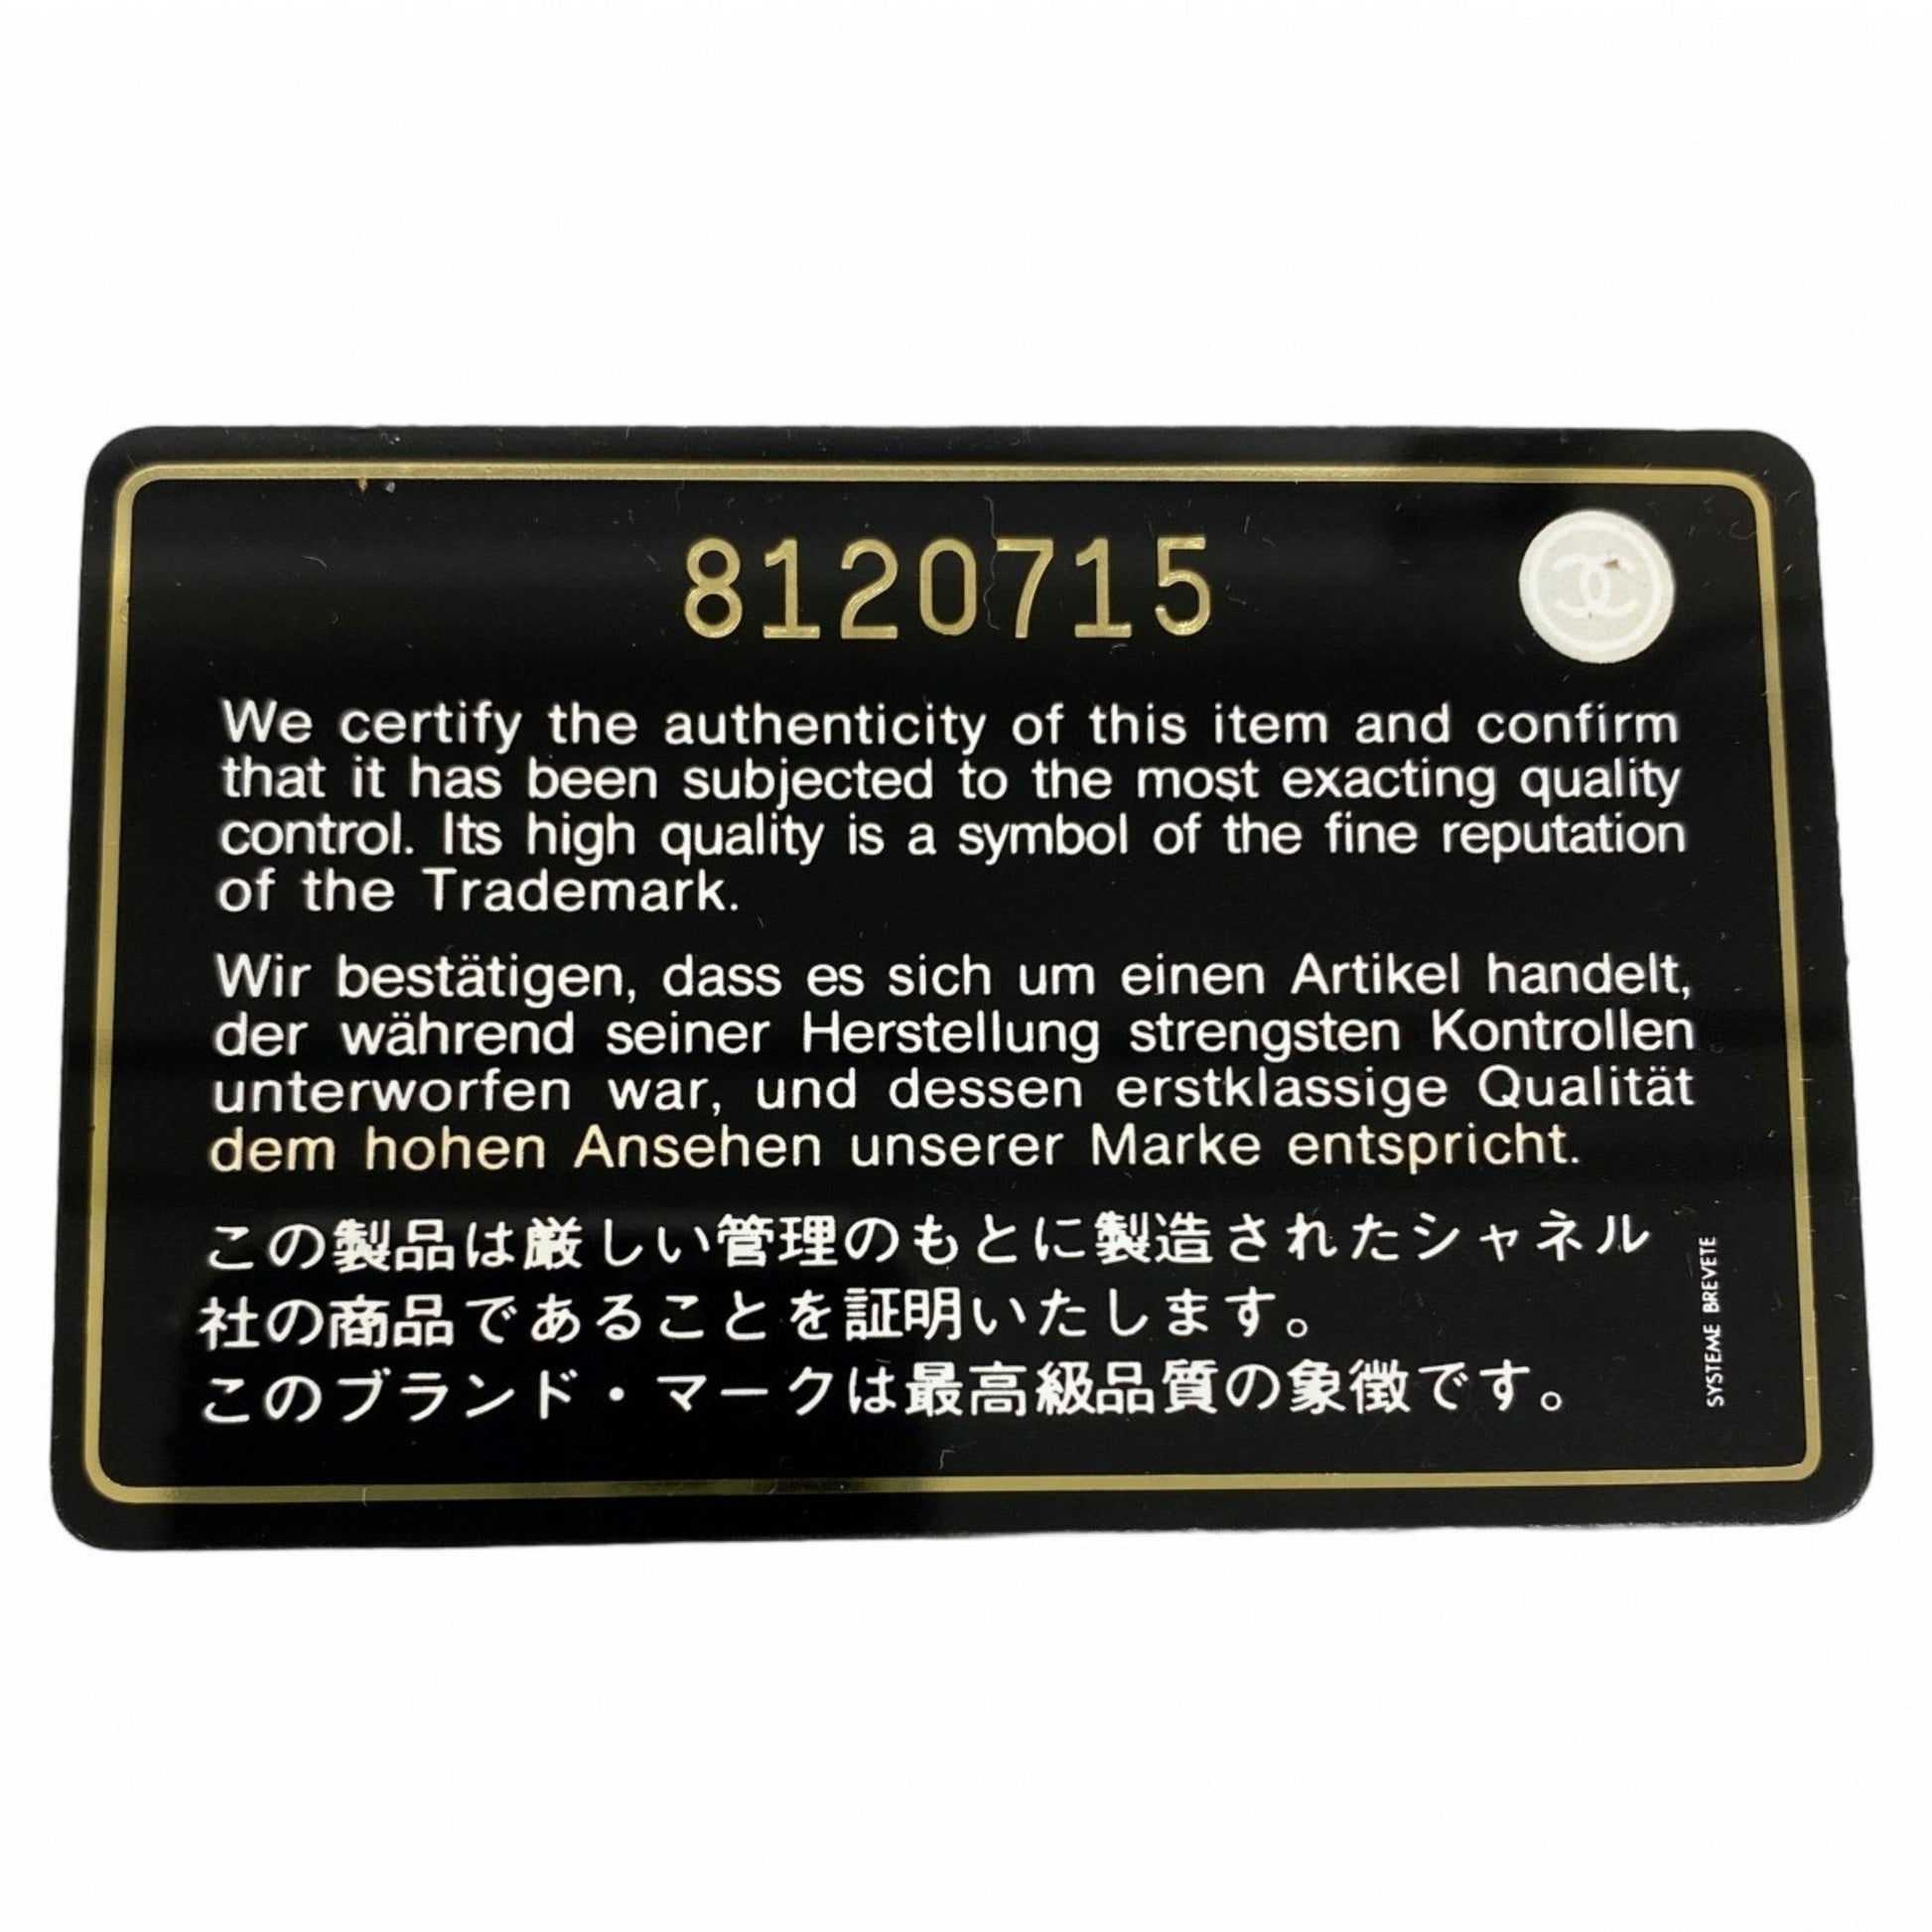 8120715
We certify the authenticity of this item and confirm
that it has been subjected to the most exacting quality
control. Its high quality is a symbol of the fine reputation
of the Trademark.
Wir bestätigen, dass es sich um einen Artikel handelt,
der während seiner Herstellung strengsten Kontrollen
unterworfen war, und dessen erstklassige Qualität
dem hohen Ansehen unserer Marke entspricht.
この製品は厳しい管理のもとに製造されたシャネル
社の商品であることを証明いたします。
このブランド・マークは最高級品質の象徴です。
SYSTEME BREVETE